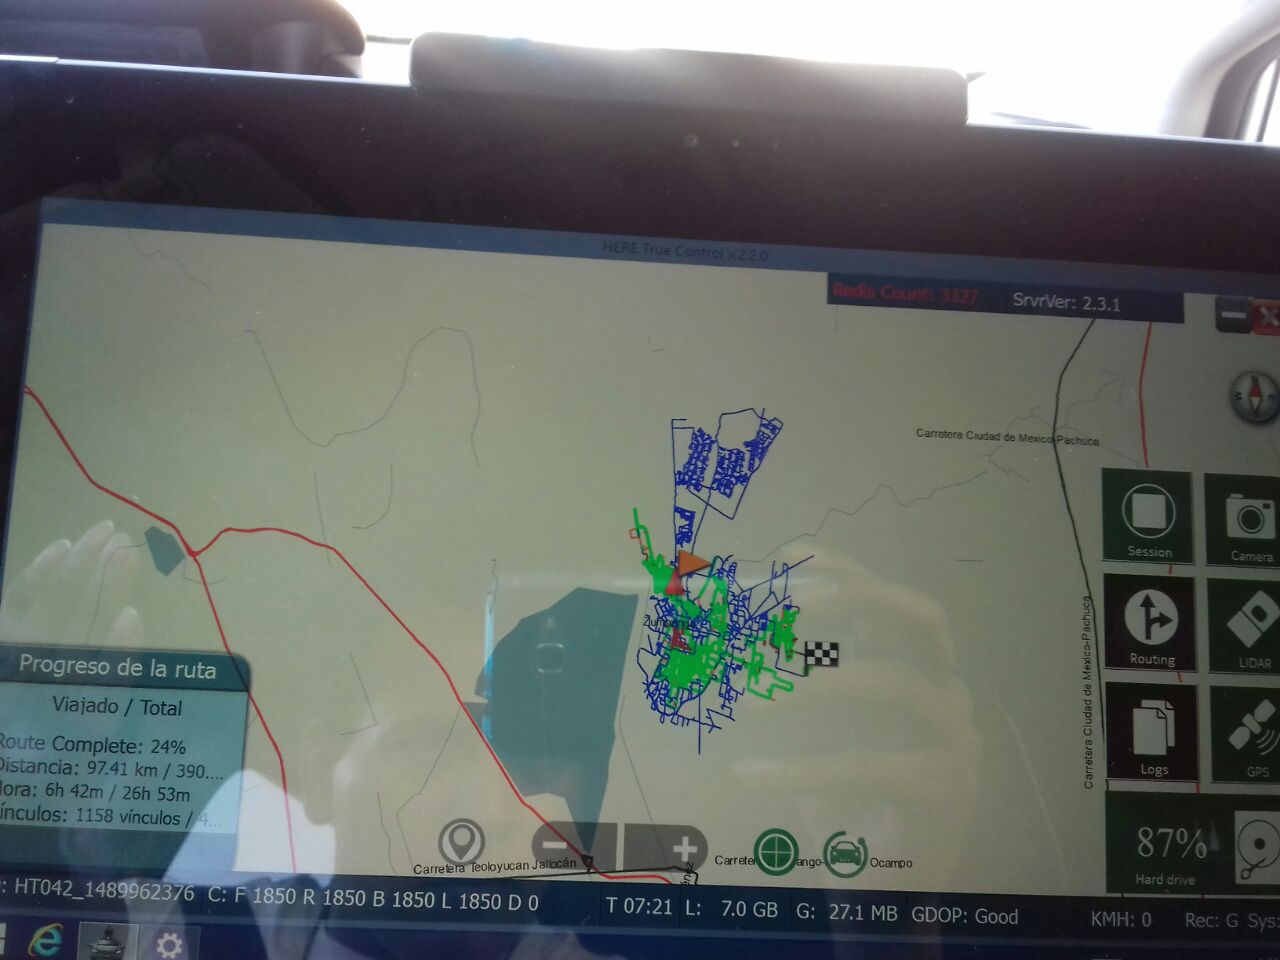 HERE True Control v.2.2.0
Redis Count: 3327
SrvrVer: 2.3.1
Carretera Ciudad de Mexico-Pachuca
Session
Camera
Routing
LiDAR
Carretera Ciudad de Mexico-Pachuca
Logs
GPS
87%
Hard drive
Progreso de la ruta
Viajado / Total
Route Complete: 24%
Distancia: 97.41 km / 390....
Hora: 6h 42m / 26h 53m
vínculos: 1158 vínculos / 4...
Carretera Teoloyucan Jaltocán
Ocampo
: HT042_1489962376 C: F 1850 R 1850 B 1850 L 1850 D 0
T 07:21 L: 7.0 GB G: 27.1 MB GDOP: Good
KMH: 0 Rec: G Sys: